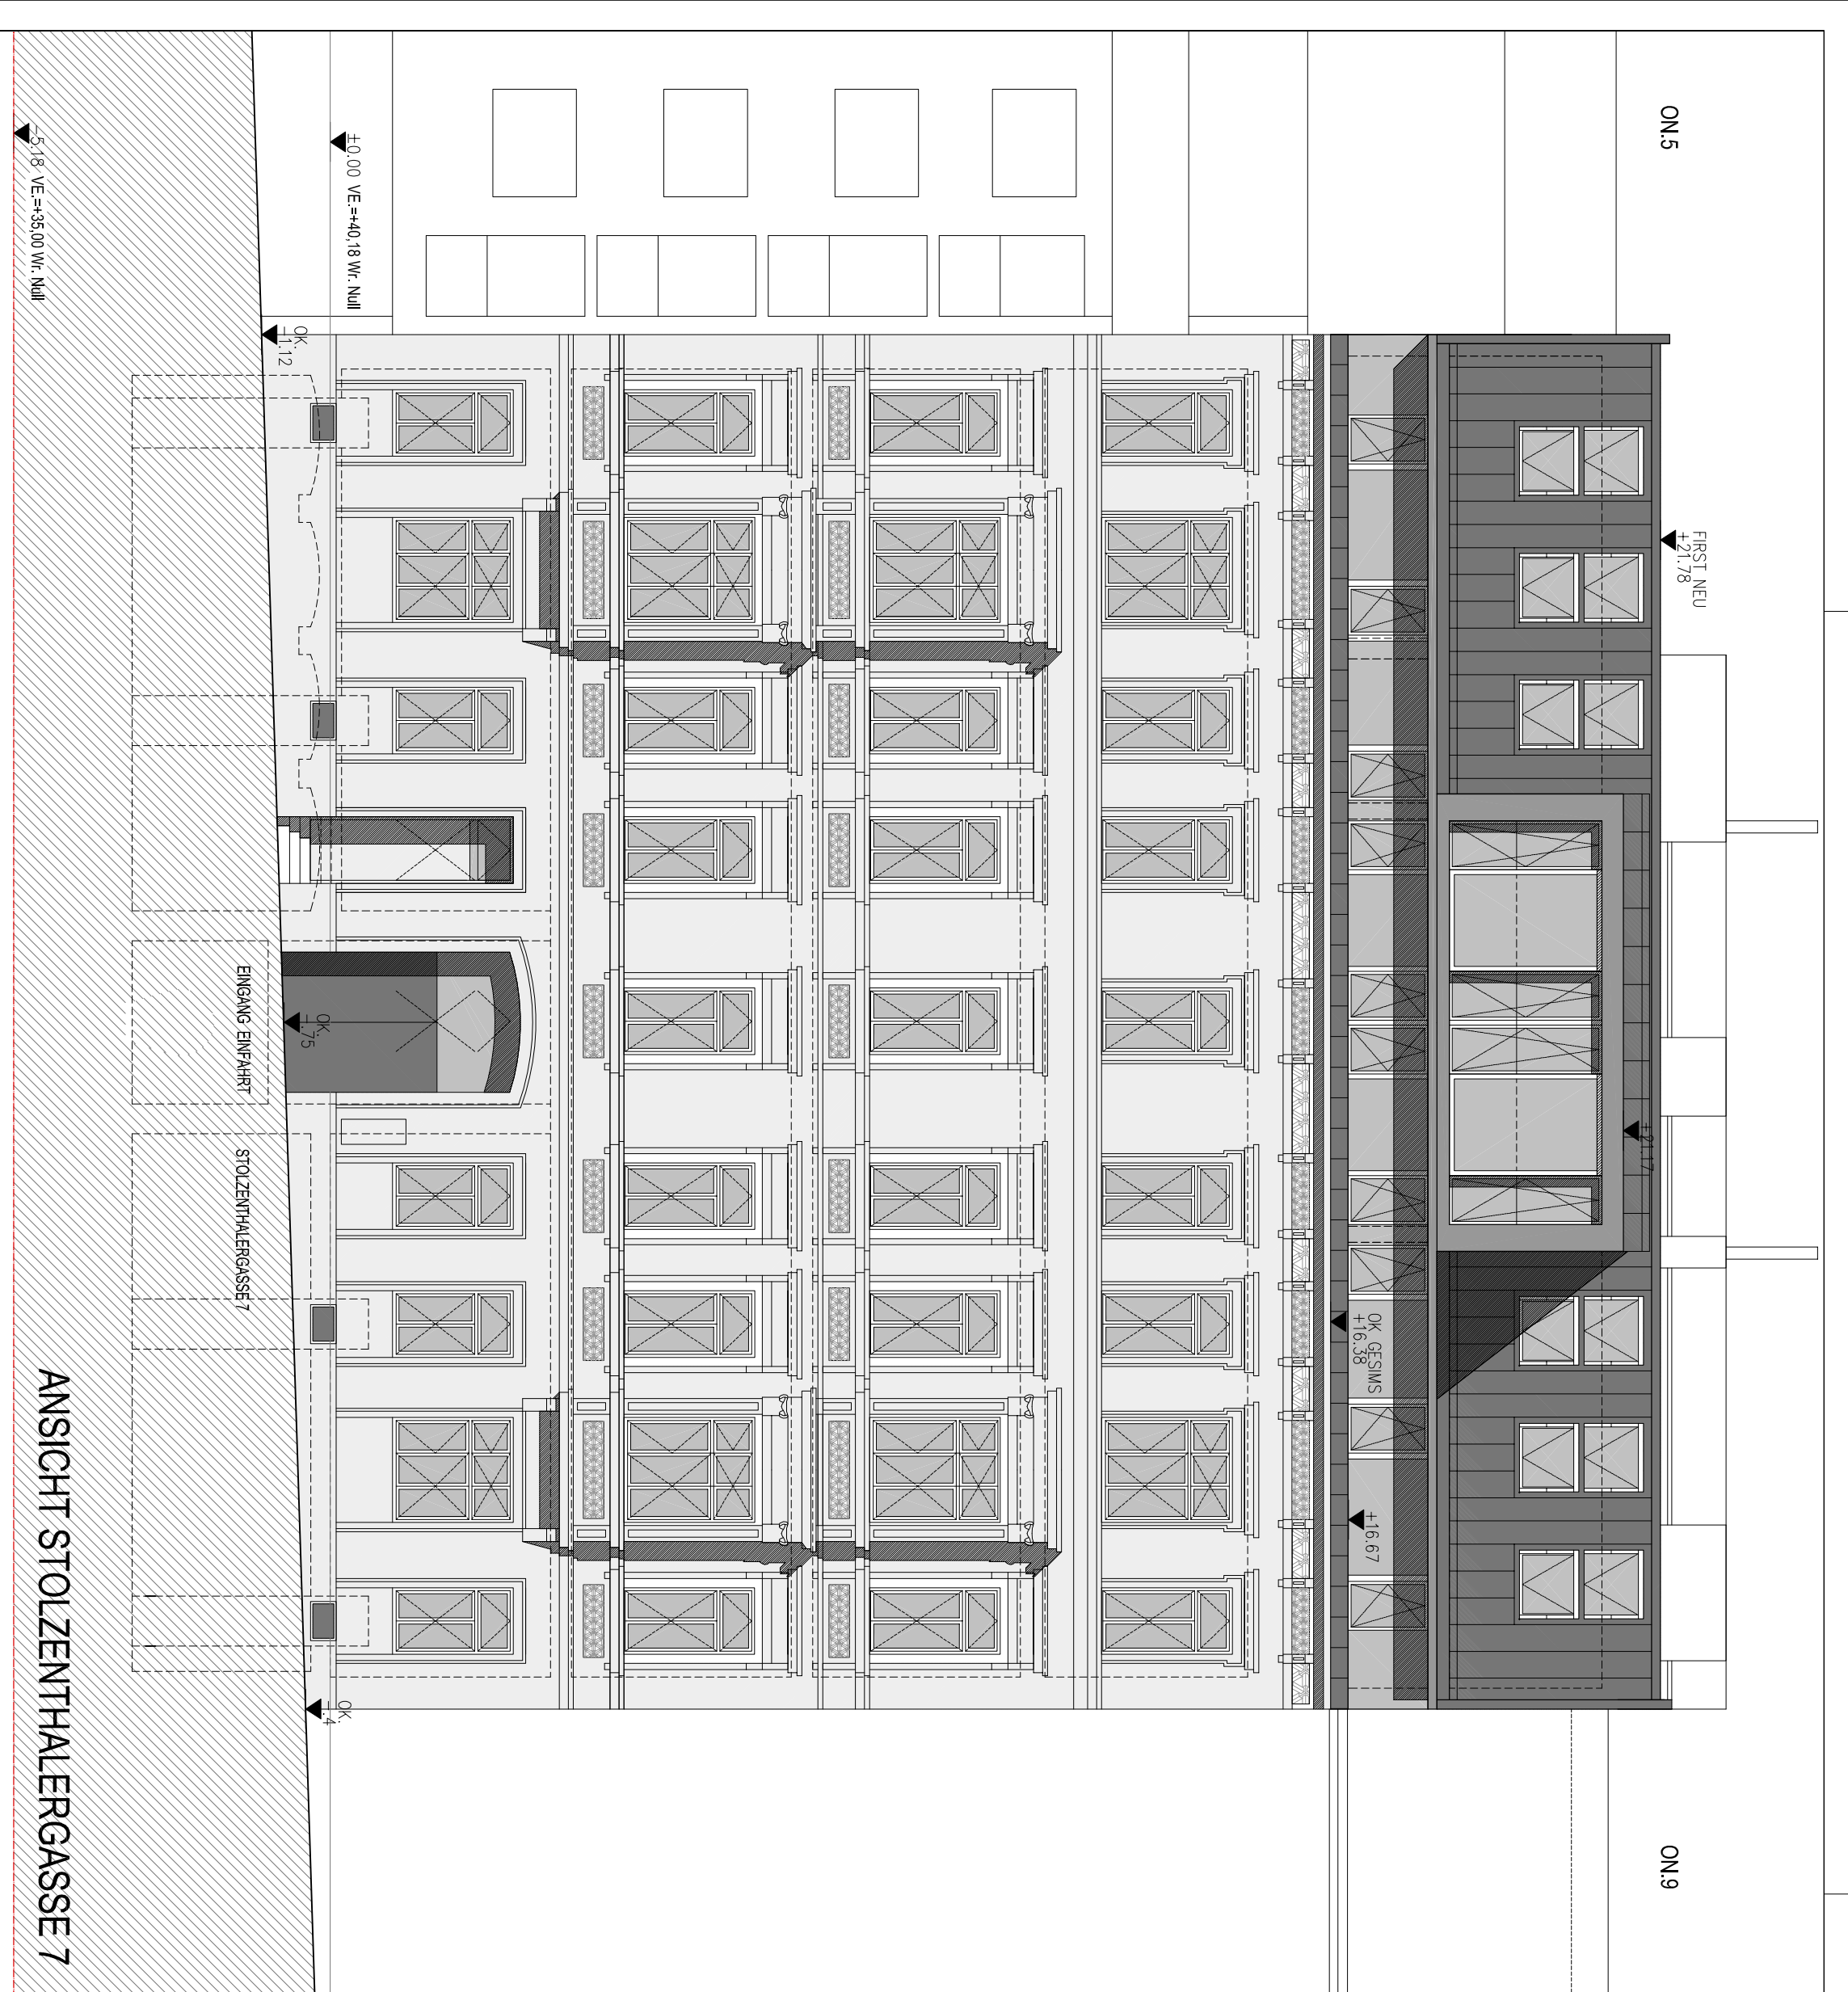 ON.5
ON.9
FIRST NEU
+21.78
+21.17
OK GESIMS
+16.38
+16.67
±0.00 VE.=+40,18 Wr. Null
OK.
-1.12
OK.
-.75
OK.
-.4
EINGANG EINFAHRT
STOLZENTHALERGASSE 7
-5.18 VE.=+35,00 Wr. Null
ANSICHT STOLZENTHALERGASSE 7